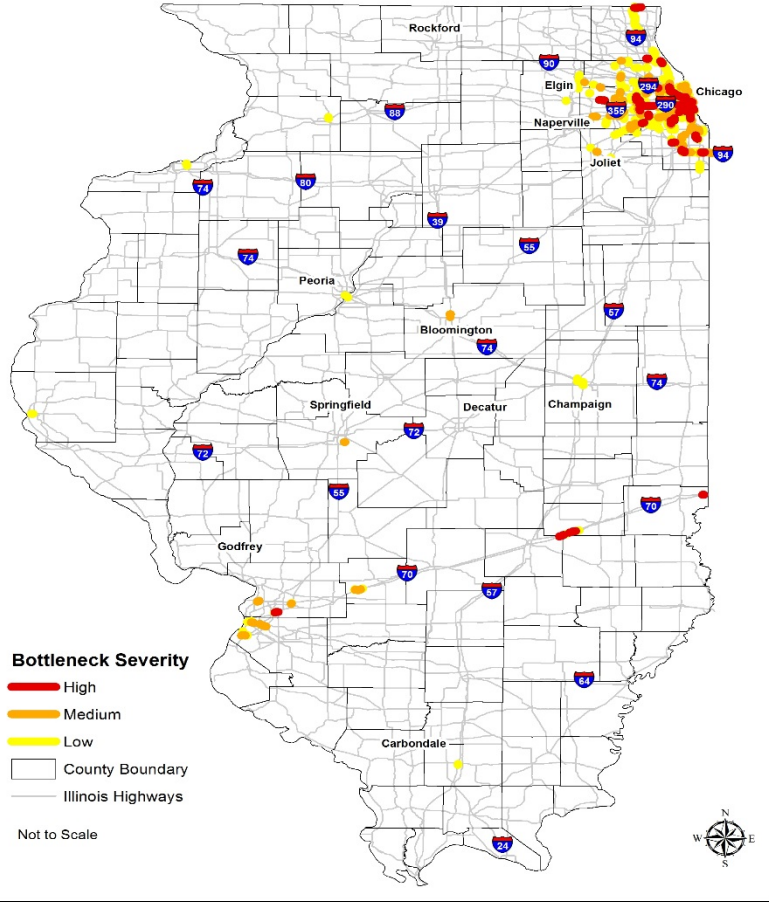 Rockford
94
90
Elgin
294
Chicago
88
355
290
Naperville
94
Joliet
74
80
39
55
74
Peoria
57
Bloomington
74
74
Springfield
Decatur
Champaign
72
72
55
70
Godfrey
70
57
Bottleneck Severity
64
High
Medium
Low
Carbondale
County Boundary
Illinois Highways
Not to Scale
N
W
E
S
24